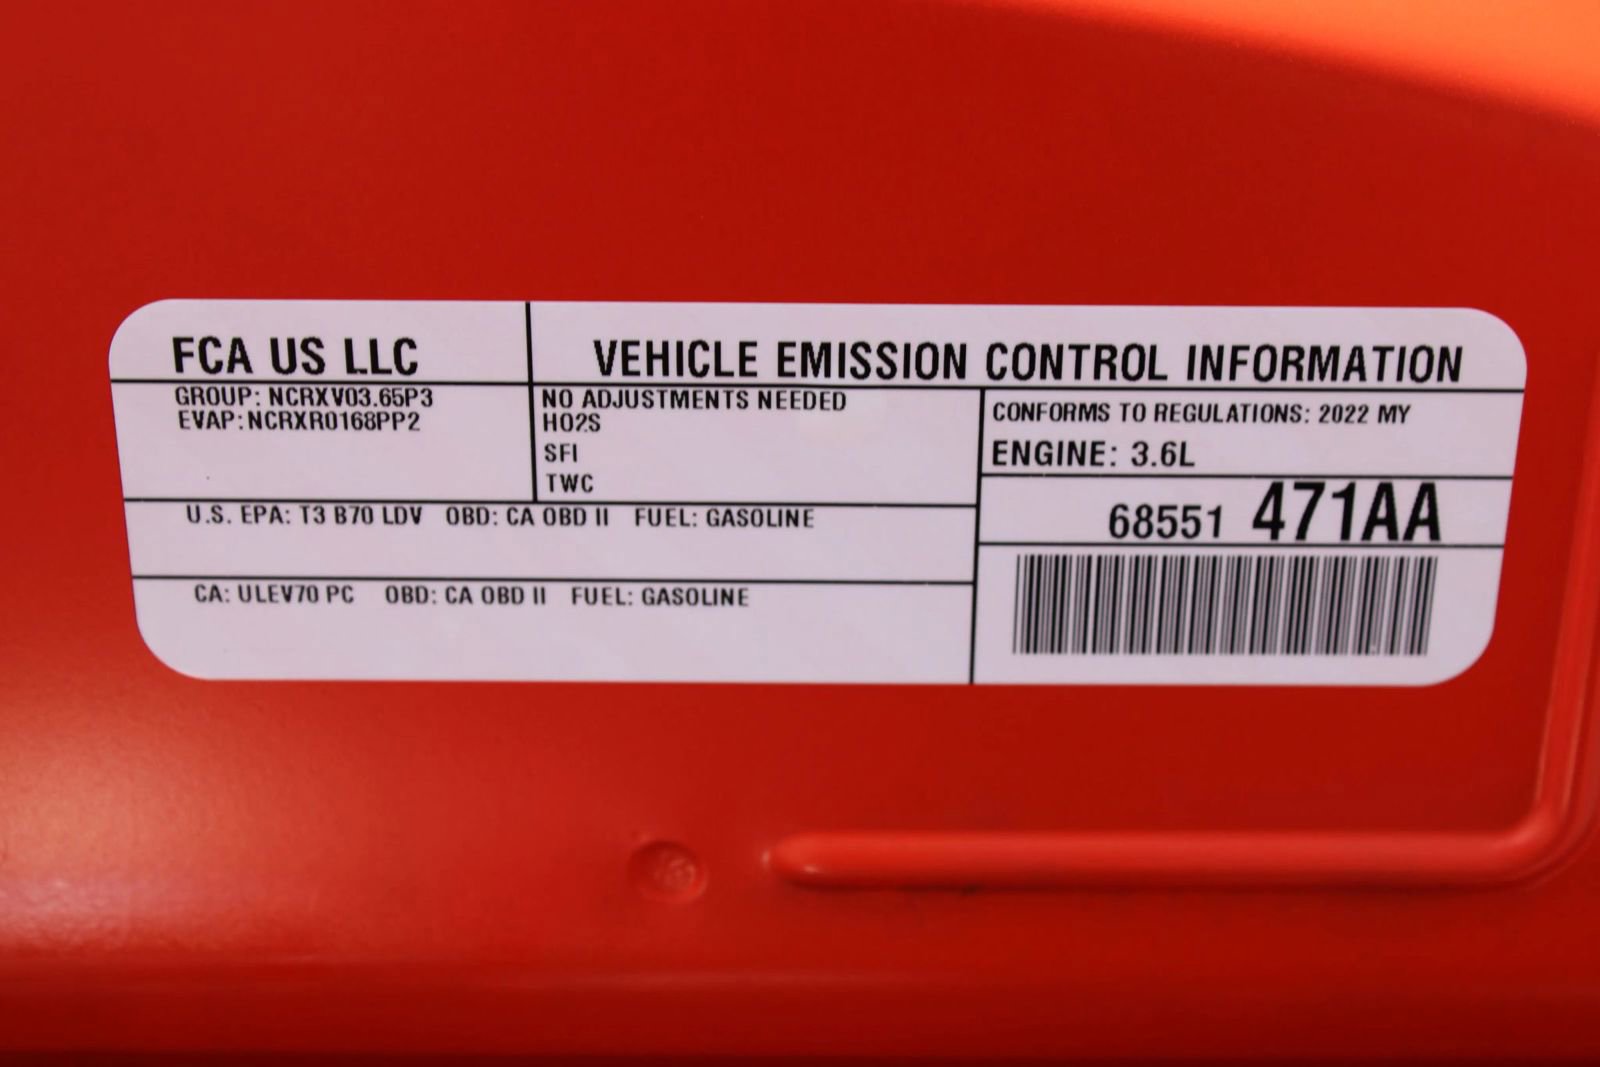 FCA US LLC
VEHICLE EMISSION CONTROL INFORMATION
GROUP: NCRXV03.65P3
EVAP: NCRXR0168PP2
NO ADJUSTMENTS NEEDED
HO2S
SFI
TWC
CONFORMS TO REGULATIONS: 2022 MY
ENGINE: 3.6L
68551 471AA
U.S. EPA: T3 B70 LDV OBD: CA OBD II FUEL: GASOLINE
CA: ULEV70 PC OBD: CA OBD II FUEL: GASOLINE